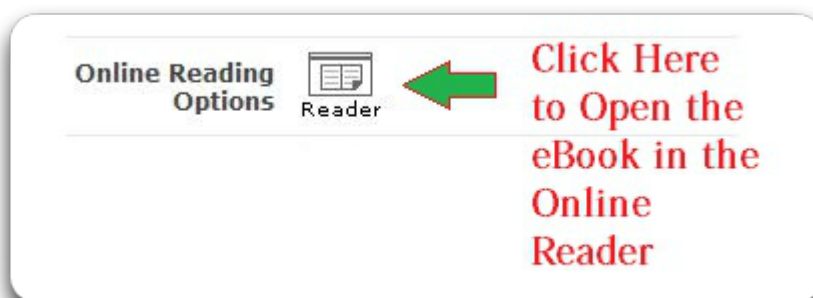 Online Reading
Options
Reader
Click Here
to Open the
eBook in the
Online
Reader